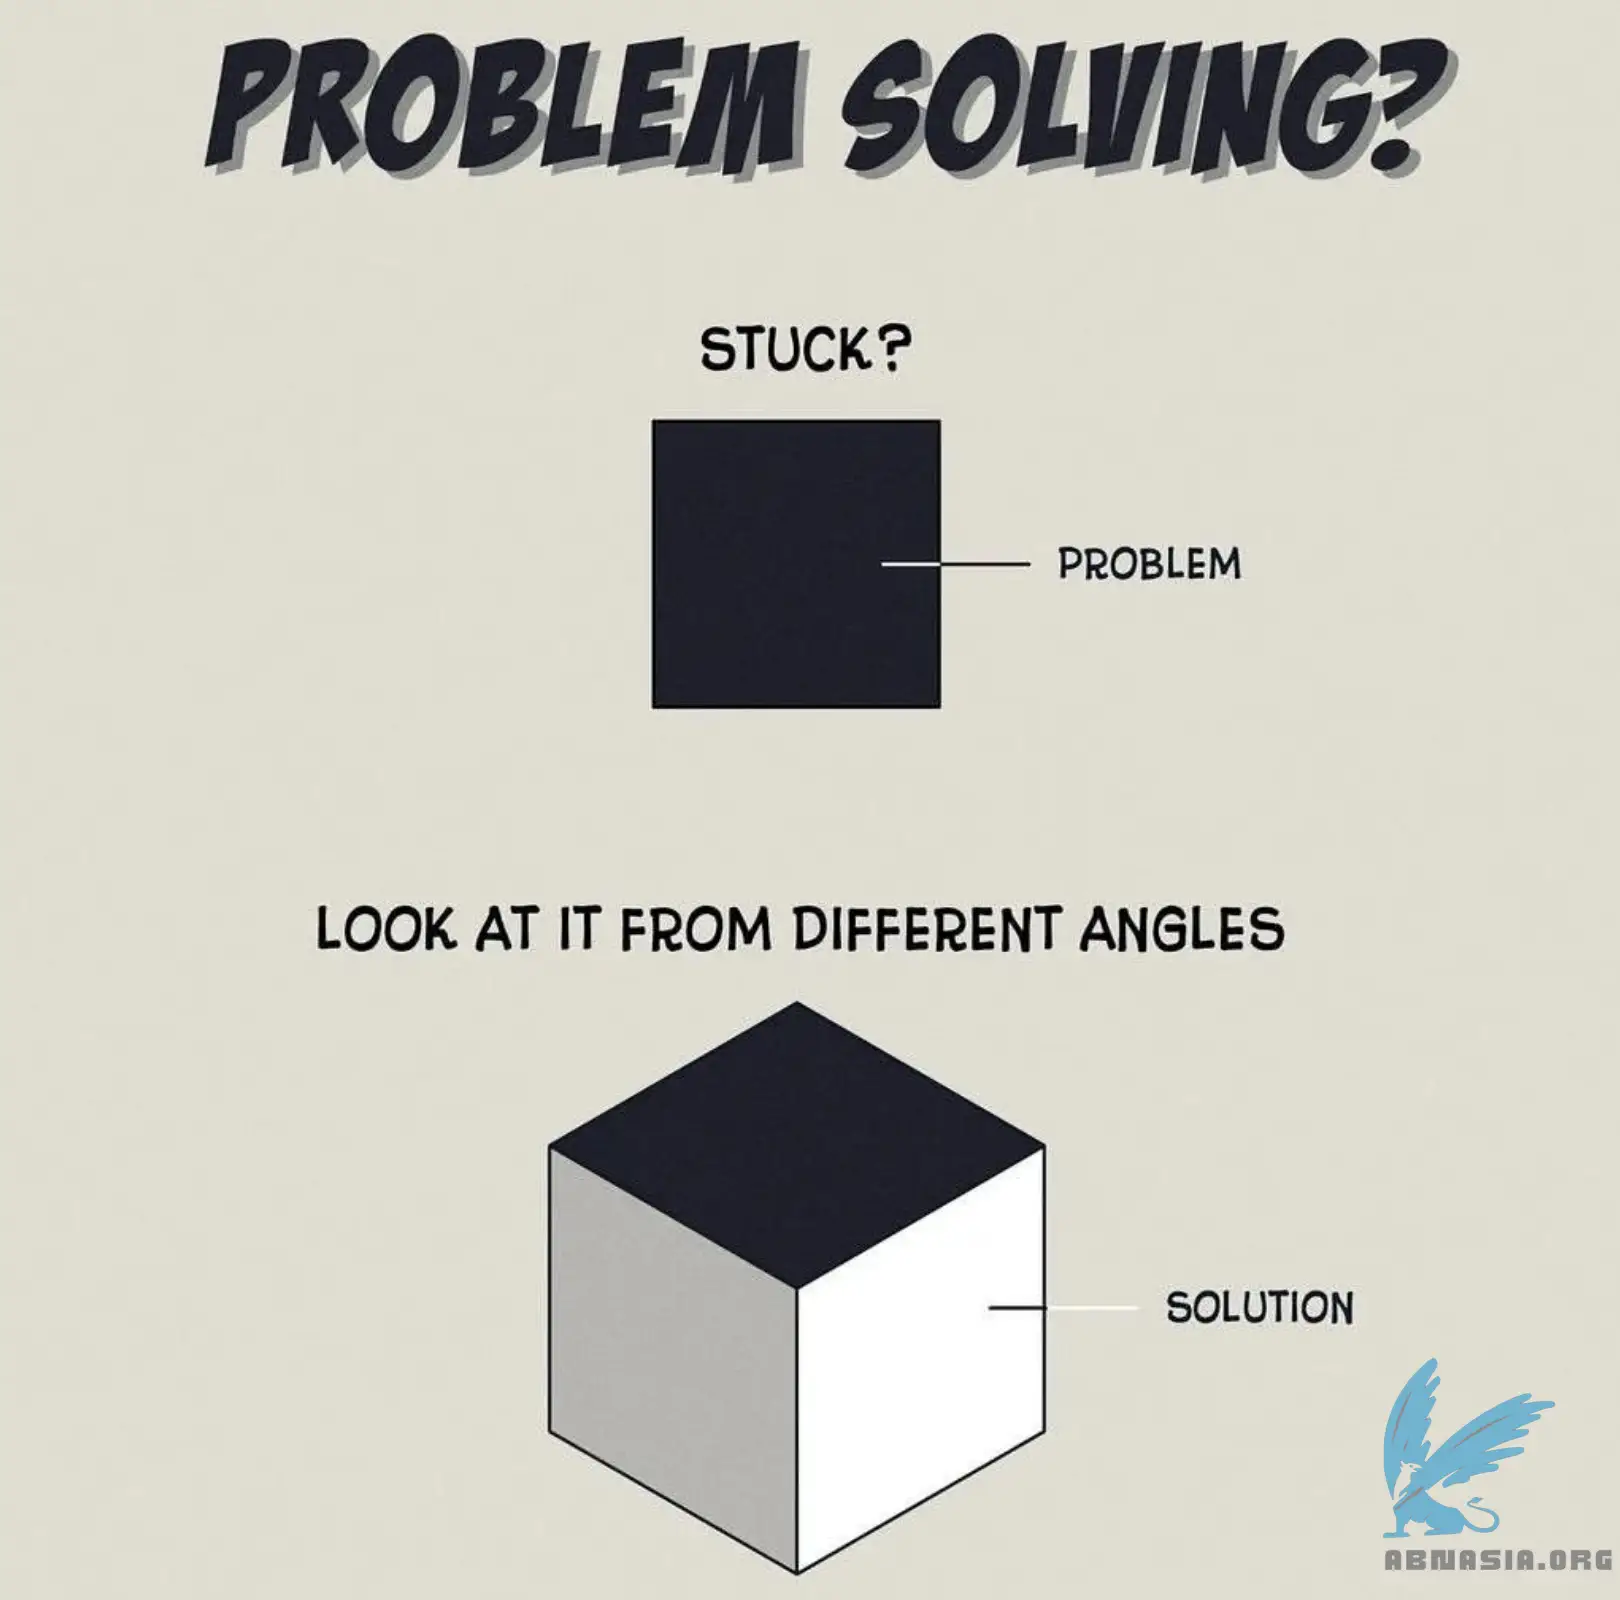 PROBLEM SOLVING?
STUCK?
PROBLEM
LOOK AT IT FROM DIFFERENT ANGLES
SOLUTION
ABNASIA.ORG